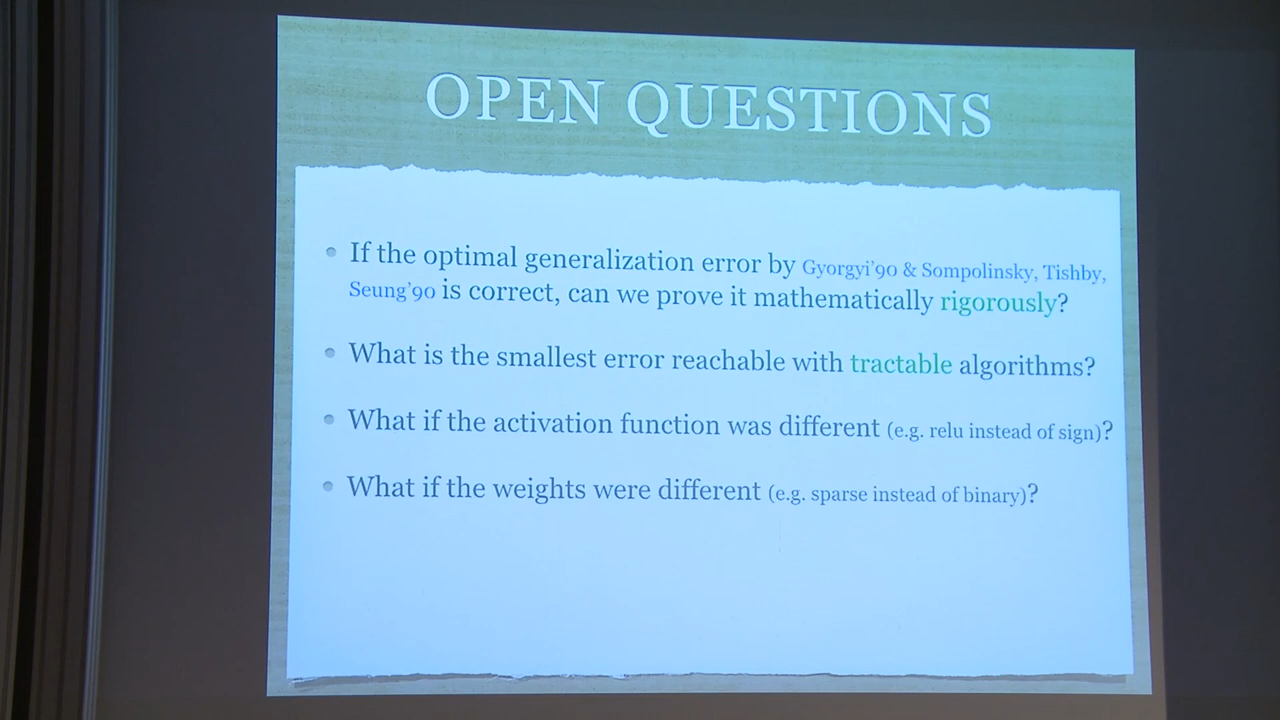 OPEN QUESTIONS
• If the optimal generalization error by Gyorgyi'90 & Sompolinsky, Tishby,
Seung'90 is correct, can we prove it mathematically rigorously?
• What is the smallest error reachable with tractable algorithms?
• What if the activation function was different (e.g. relu instead of sign)?
• What if the weights were different (e.g. sparse instead of binary)?